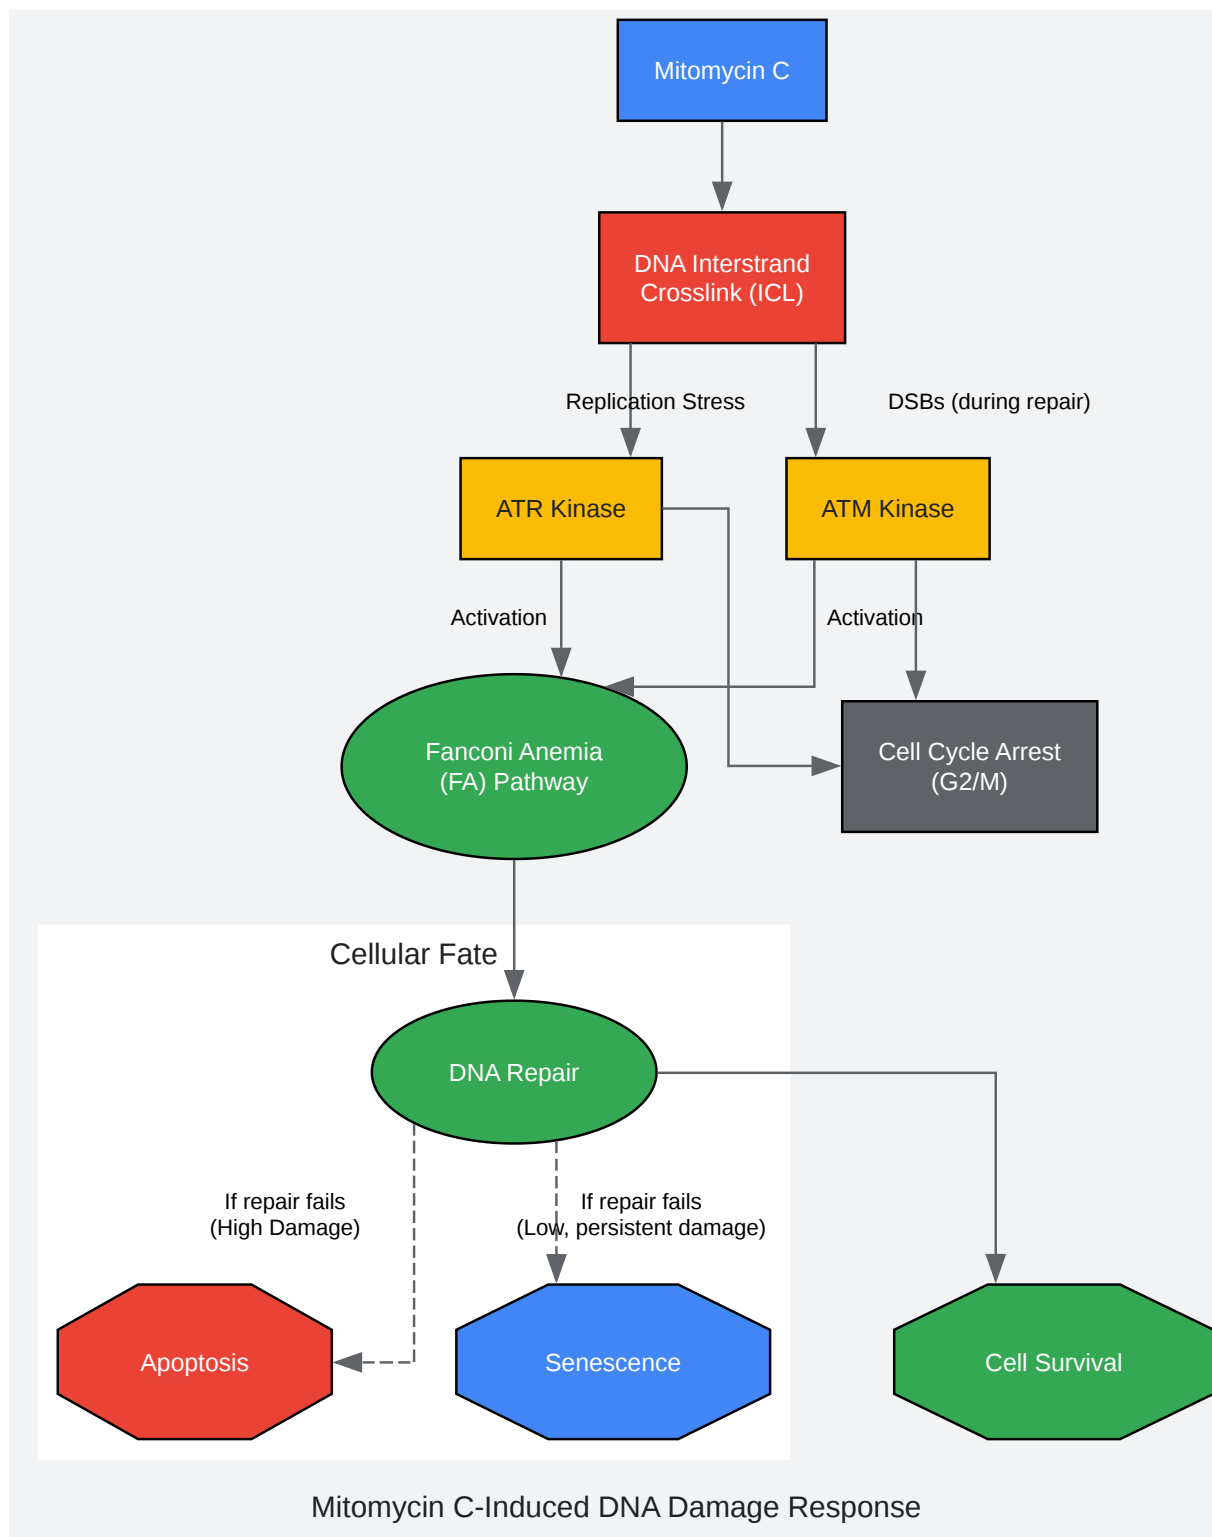 Mitomycin C
DNA Interstrand
Crosslink (ICL)
Replication Stress
DSBs (during repair)
ATR Kinase
ATM Kinase
Activation
Activation
Fanconi Anemia
(FA) Pathway
Cell Cycle Arrest
(G2/M)
Cellular Fate
DNA Repair
If repair fails
(High Damage)
If repair fails
(Low, persistent damage)
Apoptosis
Senescence
Cell Survival
Mitomycin C-Induced DNA Damage Response